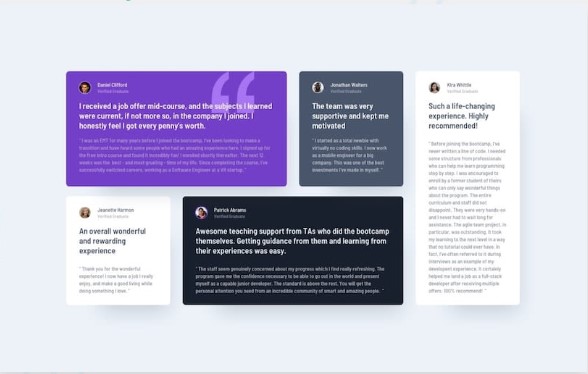 Daniel Clifford
Verified Graduate
I received a job offer mid-course, and the subjects I learned
were current, if not more so, in the company I joined. I
honestly feel I got every penny's worth.
" I was an EMT for many years before I joined the bootcamp. I've been looking to make a
transition and have heard some people who had an amazing experience here. I signed up for
the free intro course and found it incredibly fun! I enrolled shortly thereafter. The next 12
weeks was the best - and most grueling - time of my life. Since completing the course, I've
successfully switched careers, working as a Software Engineer at a VR startup. "
Jonathan Walters
Verified Graduate
The team was very
supportive and kept me
motivated
" I started as a total newbie with
virtually no coding skills. I now work
as a mobile engineer for a big
company. This was one of the best
investments I've made in myself. "
Kira Whittle
Verified Graduate
Such a life-changing
experience. Highly
recommended!
" Before joining the bootcamp, I've
never written a line of code. I needed
some structure from professionals
who can help me learn programming
step by step. I was encouraged to
enroll by a former student of theirs
who can only say wonderful things
about the program. The entire
curriculum and staff did not
disappoint. They were very hands-on
and I never had to wait long for
assistance. The agile team project, in
particular, was outstanding. It took
my learning to the next level in a way
that no tutorial could ever have. In
fact, I've often referred to it during
interviews as an example of my
developent experience. It certainly
helped me land a job as a full-stack
developer after receiving multiple
offers. 100% recommend! "
Jeanette Harmon
Verified Graduate
An overall wonderful
and rewarding
experience
" Thank you for the wonderful
experience! I now have a job I really
enjoy, and make a good living while
doing something I love. "
Patrick Abrams
Verified Graduate
Awesome teaching support from TAs who did the bootcamp
themselves. Getting guidance from them and learning from
their experiences was easy.
" The staff seem genuinely concerned about my progress which I find really refreshing. The
program gave me the confidence necessary to be able to go out in the world and present
myself as a capable junior developer. The standard is above the rest. You will get the
personal attention you need from an incredible community of smart and amazing people. "